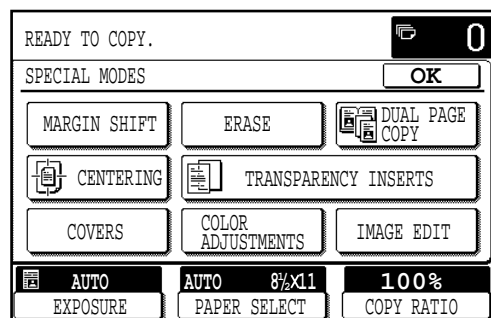 READY TO COPY.
0
SPECIAL MODES
OK
MARGIN SHIFT
ERASE
DUAL PAGE
COPY
CENTERING
TRANSPARENCY INSERTS
COVERS
COLOR
ADJUSTMENTS
IMAGE EDIT
AUTO
AUTO 8½X11
100%
EXPOSURE
PAPER SELECT
COPY RATIO